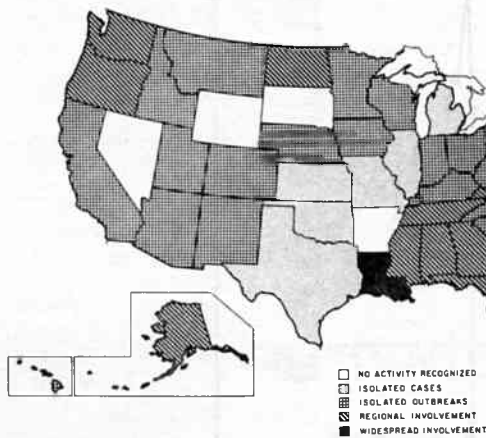 NO ACTIVITY RECOGNIZED
ISOLATED CASES
ISOLATED OUTBREAKS
REGIONAL INVOLVEMENT
WIDESPREAD INVOLVEMENT